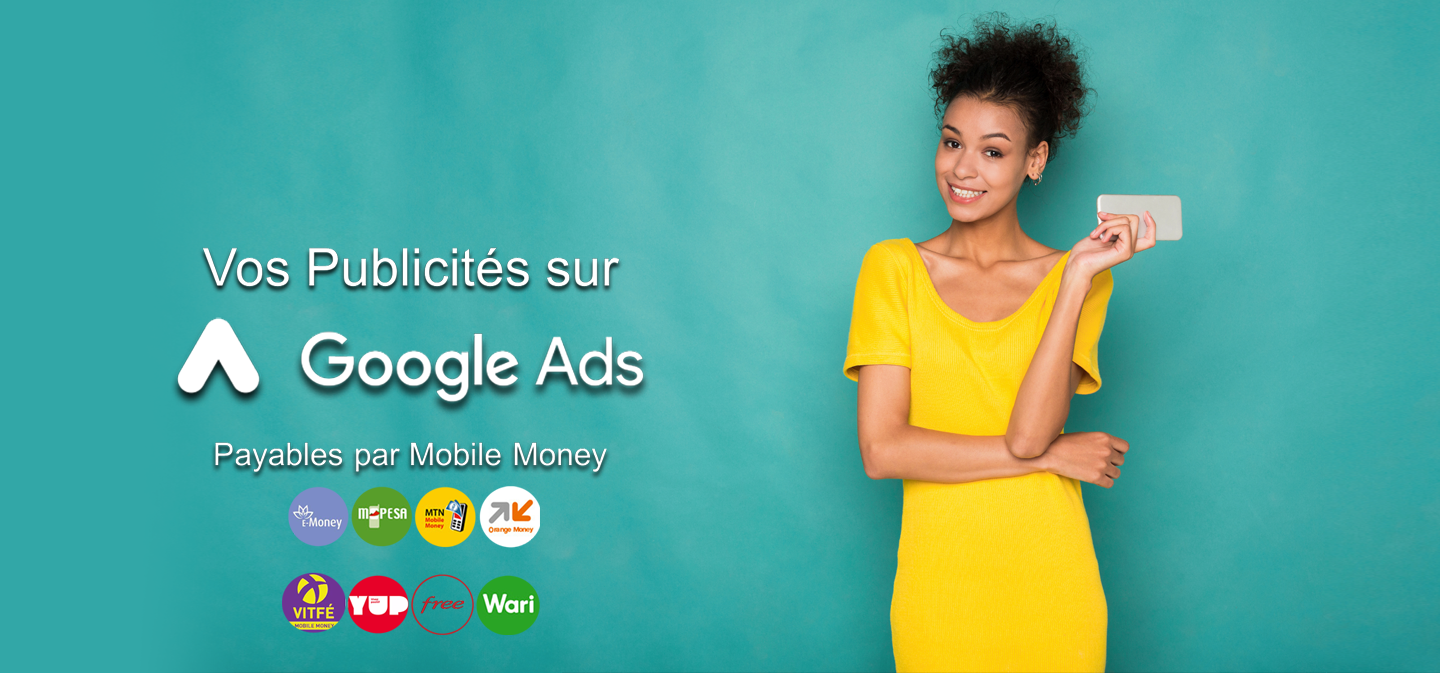 Vos Publicités sur
Google Ads
Payables par Mobile Money
E-Money
M-PESA
MTN
Mobile
Money
Orange Money
VITFÉ
MOBILE MONEY
YUP
free
Wari